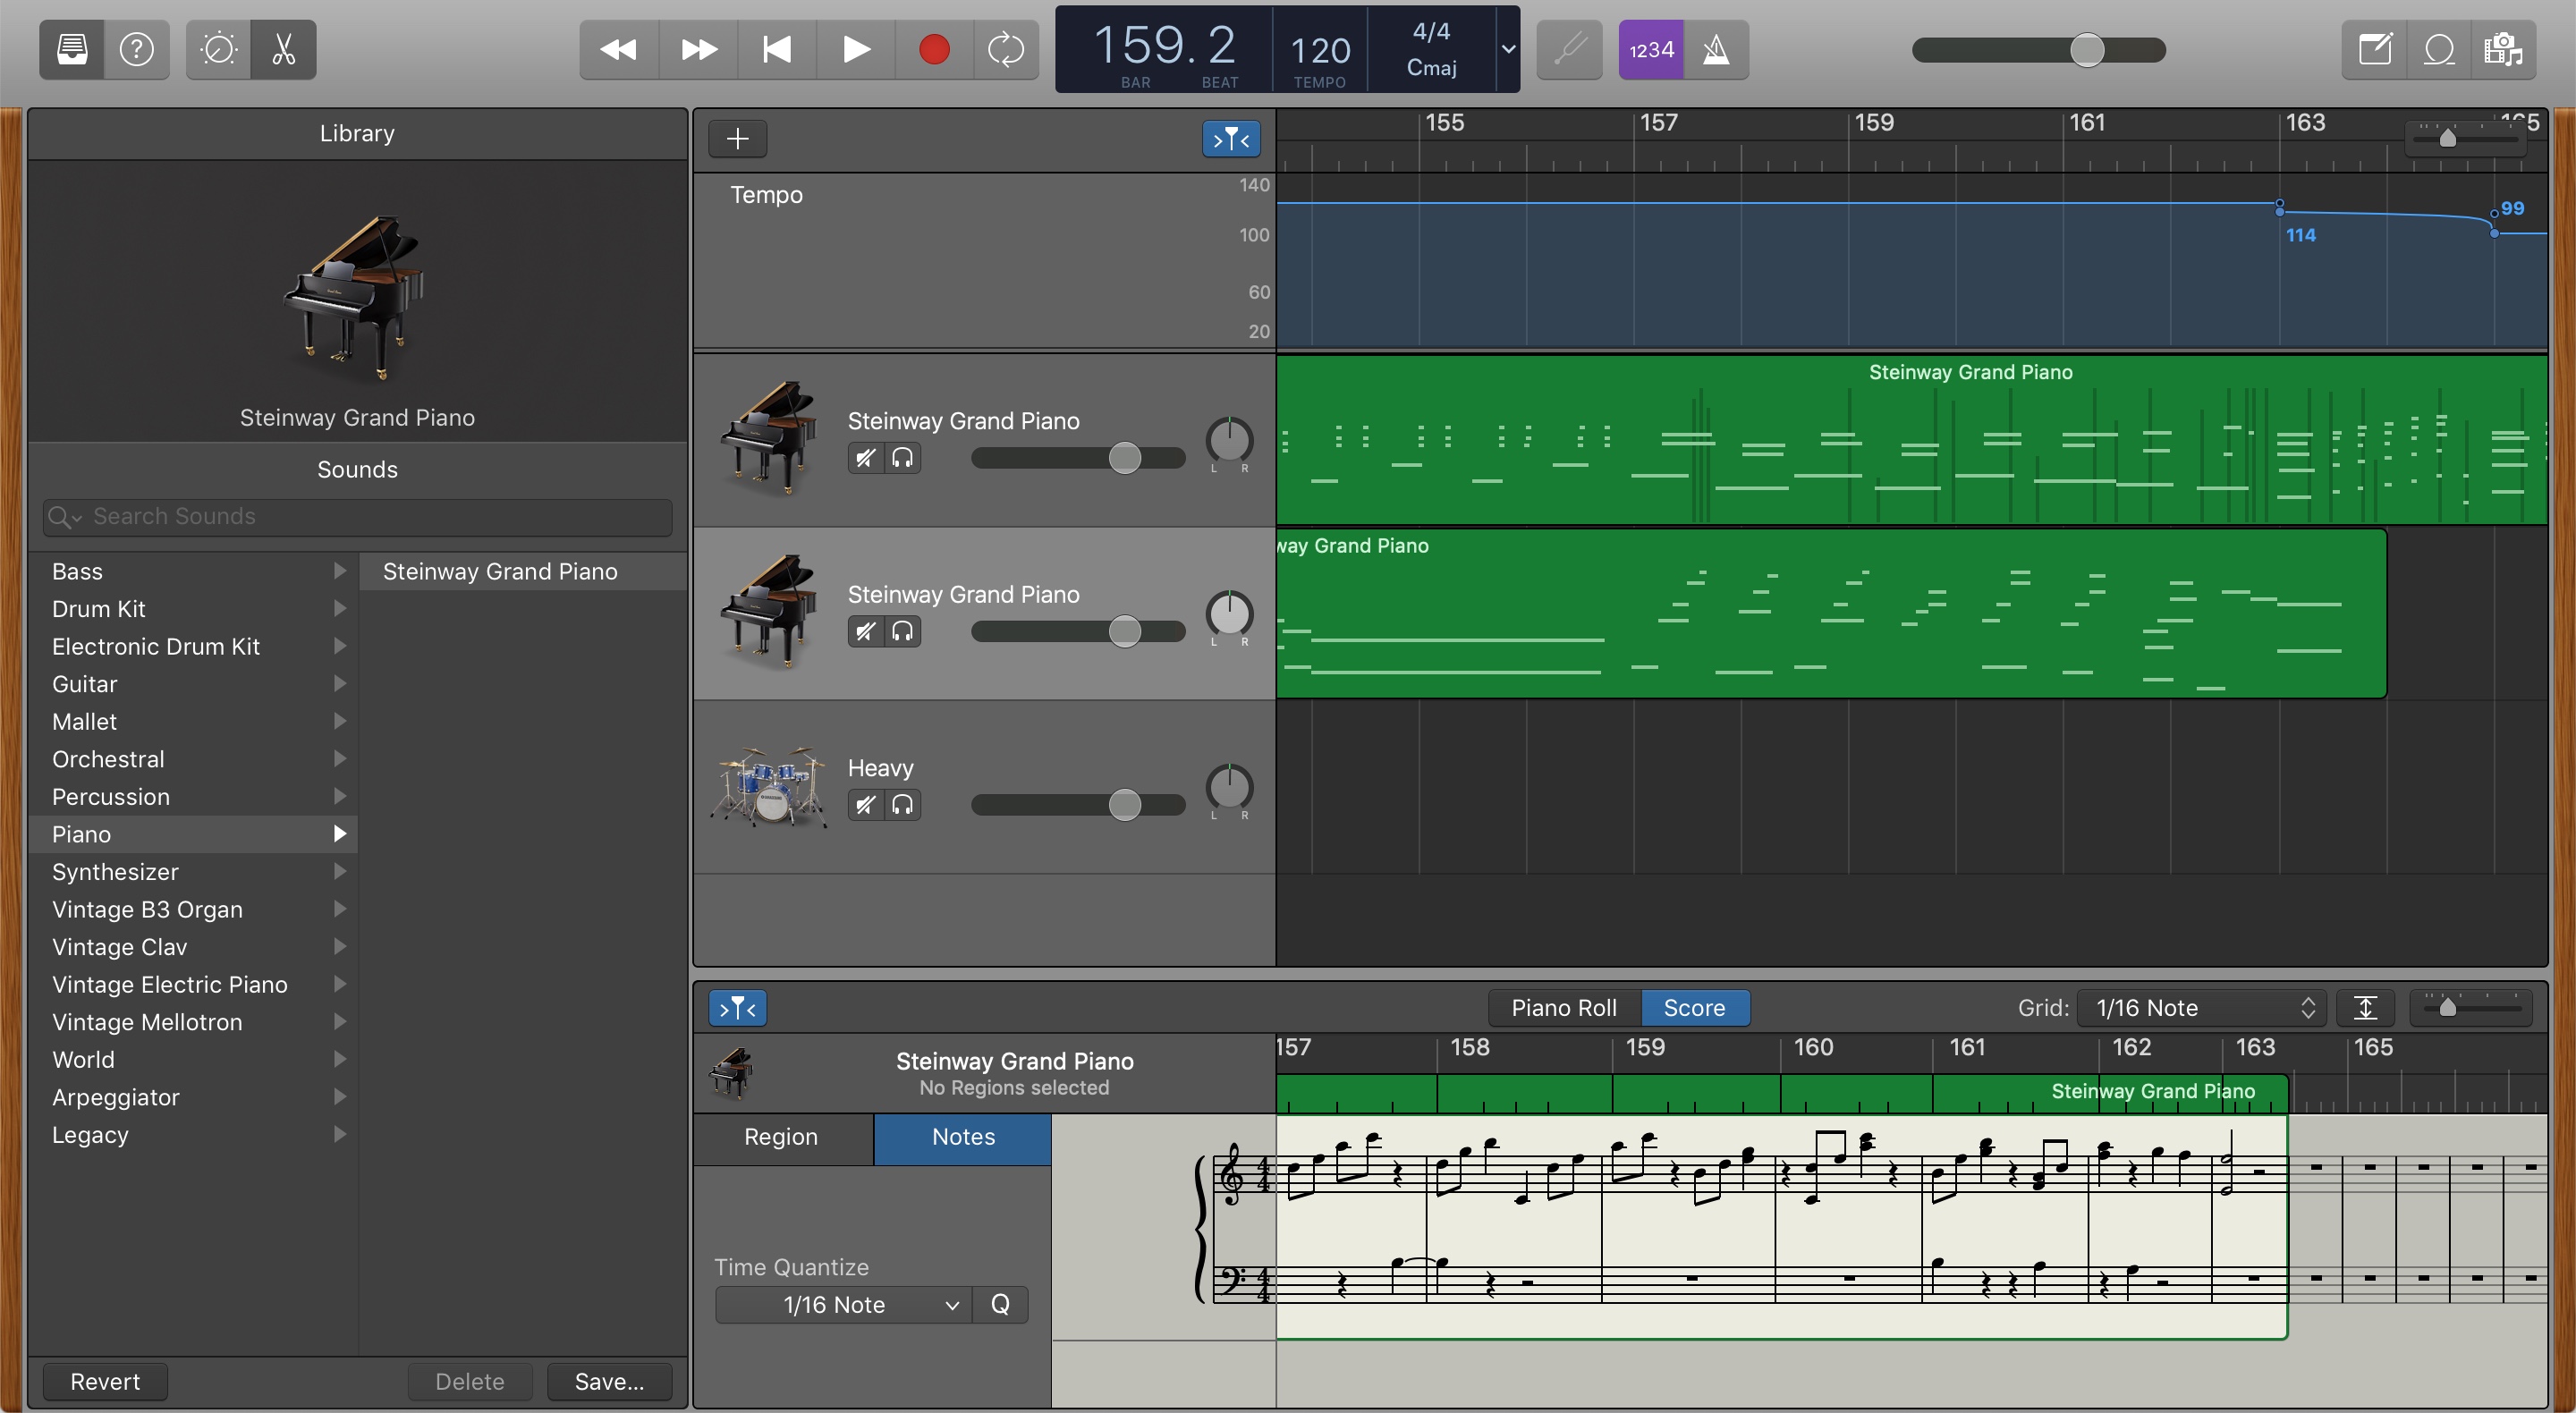 159. 2
BAR
BEAT
120
TEMPO
4/4
Cmaj
1234
Library
Steinway Grand Piano
Sounds
Search Sounds
Bass
Drum Kit
Electronic Drum Kit
Guitar
Mallet
Orchestral
Percussion
Piano
Synthesizer
Vintage B3 Organ
Vintage Clav
Vintage Electric Piano
Vintage Mellotron
World
Arpeggiator
Legacy
Steinway Grand Piano
Revert
Delete
Save...
155 157 159 161 163 165
Tempo
140
100
60
20
114
99
Steinway Grand Piano
L R
Steinway Grand Piano
Steinway Grand Piano
L R
way Grand Piano
Heavy
L R
Piano Roll
Score
Grid:
1/16 Note
Steinway Grand Piano
No Regions selected
157 158 159 160 161 162 163 165
Steinway Grand Piano
Region
Notes
Time Quantize
1/16 Note
Q
4
4
4
4